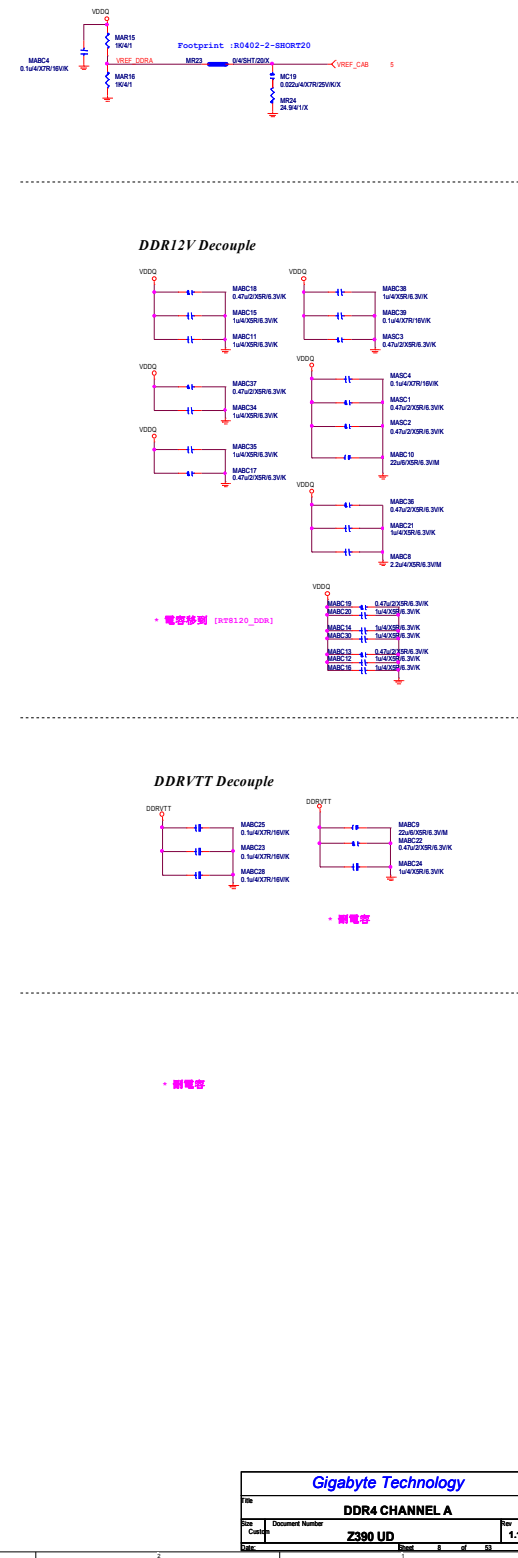 VDDQ
MAR15
1K/4/1
MABC4
0.1u/4/X7R/16V/K
Footprint :R0402-2-SHORT20
VREF_DDRA
MR23
0/4/SHT/20/X
VREF_CAB
5
MAR16
1K/4/1
MC19
0.022u/4/X7R/25V/K/X
MR24
24.9/4/1/X
DDR12V Decouple
VDDQ
MABC18
0.47u/2/X5R/6.3V/K
MABC15
1u/4/X5R/6.3V/K
MABC11
1u/4/X5R/6.3V/K
VDDQ
MABC38
1u/4/X5R/6.3V/K
MABC39
0.1u/4/X7R/16V/K
MASC3
0.47u/2/X5R/6.3V/K
VDDQ
MABC37
0.47u/2/X5R/6.3V/K
MABC34
1u/4/X5R/6.3V/K
VDDQ
MASC4
0.1u/4/X7R/16V/K
MASC1
0.47u/2/X5R/6.3V/K
MASC2
0.47u/2/X5R/6.3V/K
MABC10
22u/6/X5R/6.3V/M
VDDQ
MABC35
1u/4/X5R/6.3V/K
MABC17
0.47u/2/X5R/6.3V/K
VDDQ
MABC36
0.47u/2/X5R/6.3V/K
MABC21
1u/4/X5R/6.3V/K
MABC8
2.2u/4/X5R/6.3V/M
VDDQ
MABC19 0.47u/2/X5R/6.3V/K
MABC20 1u/4/X5R/6.3V/K
MABC14 1u/4/X5R/6.3V/K
MABC30 1u/4/X5R/6.3V/K
MABC13 0.47u/2/X5R/6.3V/K
MABC12 1u/4/X5R/6.3V/K
MABC16 1u/4/X5R/6.3V/K
* 電容移到 [RT8120_DDR]
DDRVTT Decouple
DDRVTT
MABC25
0.1u/4/X7R/16V/K
MABC23
0.1u/4/X7R/16V/K
MABC28
0.1u/4/X7R/16V/K
DDRVTT
MABC9
22u/6/X5R/6.3V/M
MABC22
0.47u/2/X5R/6.3V/K
MABC24
1u/4/X5R/6.3V/K
* 刪電容
* 刪電容
Gigabyte Technology
Title
DDR4 CHANNEL A
Size
Custom
Document Number
Z390 UD
Rev
Date:
Sheet 8 of 53
2
1